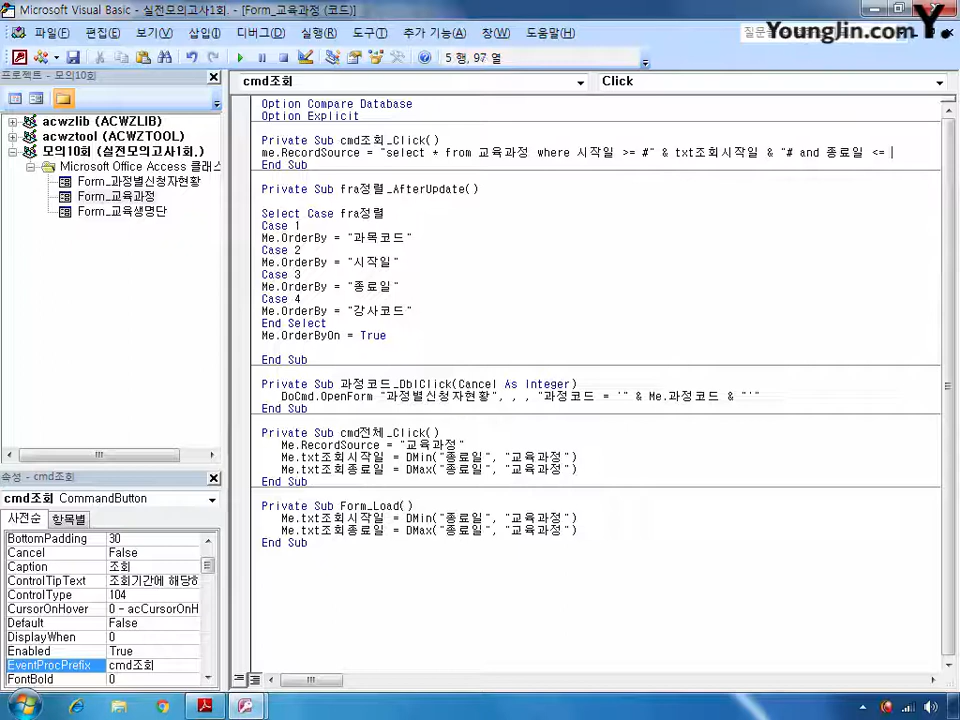 Microsoft Visual Basic - 실전모의고사1회. - [Form_교육과정 (코드)]
파일(F) 편집(E) 보기(V) 삽입(I) 디버그(D) 실행(R) 도구(T) 추가 기능(A) 창(W) 도움말(H)
YoungJin.com Y
5 행, 97 열
프로젝트 - 모의10회
cmd조회
Click
acwzlib (ACWZLIB)
acwztool (ACWZTOOL)
모의10회 (실전모의고사1회.)
Microsoft Office Access 클래스
Form_과정별신청자현황
Form_교육과정
Form_교육생명단
Option Compare Database
Option Explicit
Private Sub cmd조회_Click()
me.RecordSource = "select * from 교육과정 where 시작일 >= #" & txt조회시작일 & "# and 종료일 <=
End Sub
Private Sub fra정렬_AfterUpdate()
Select Case fra정렬
Case 1
Me.OrderBy = "과목코드"
Case 2
Me.OrderBy = "시작일"
Case 3
Me.OrderBy = "종료일"
Case 4
Me.OrderBy = "강사코드"
End Select
Me.OrderByOn = True
End Sub
Private Sub 과정코드_DblClick(Cancel As Integer)
DoCmd.OpenForm "과정별신청자현황", , , "과정코드 = '" & Me.과정코드 & "'"
End Sub
Private Sub cmd전체_Click()
Me.RecordSource = "교육과정"
Me.txt조회시작일 = DMin("종료일", "교육과정")
Me.txt조회종료일 = DMax("종료일", "교육과정")
End Sub
Private Sub Form_Load()
Me.txt조회시작일 = DMin("종료일", "교육과정")
Me.txt조회종료일 = DMax("종료일", "교육과정")
End Sub
속성 - cmd조회
cmd조회 CommandButton
사전순 항목별
BottomPadding 30
Cancel False
Caption 조회
ControlTipText 조회기간에 해당하
ControlType 104
CursorOnHover 0 - acCursorOnH
Default False
DisplayWhen 0
Enabled True
EventProcPrefix cmd조회
FontBold 0